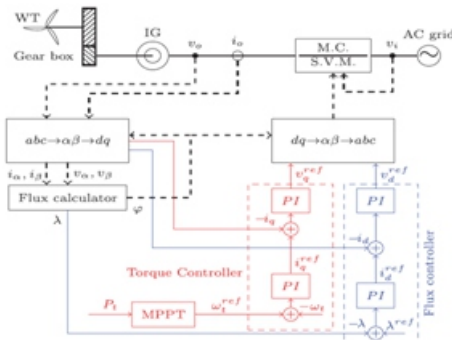 WT
IG
v_o
i_o
M.C.
S.V.M.
v_i
AC grid
Gear box
abc→αβ→dq
dq→αβ→abc
i_α, i_β
v_α, v_β
v_q^ref
v_d^ref
Flux calculator
λ
φ
PI
PI
−i_q
−i_d
Torque Controller
i_q^ref
i_d^ref
Flux controller
PI
PI
P_t
MPPT
ω_t^ref
−ω_t
−λ
λ^ref